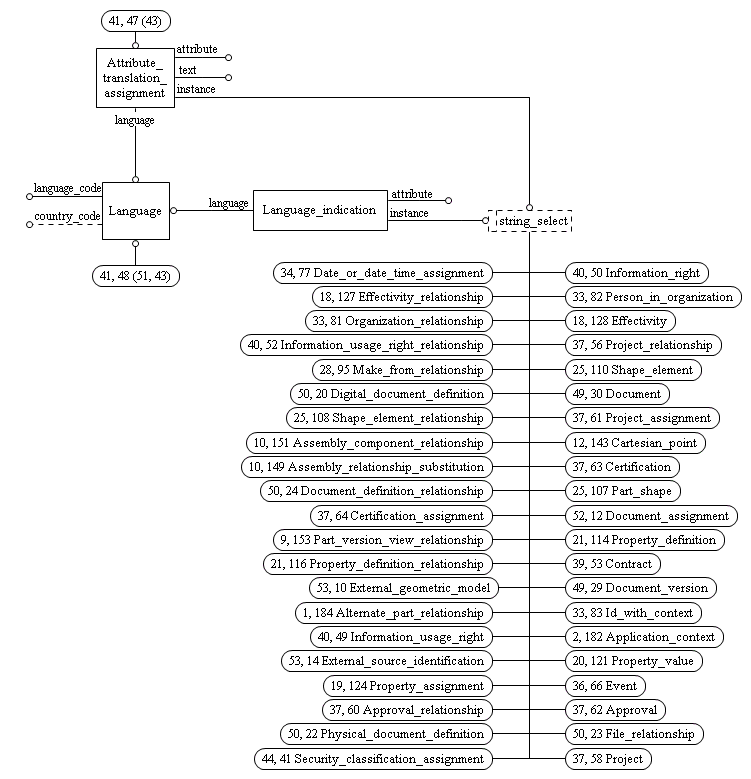 41, 47 (43)
Attribute_
translation_
assignment
attribute
text
instance
language
language_code
country_code
Language
language
Language_indication
attribute
instance
string_select
41, 48 (51, 43)
34, 77 Date_or_date_time_assignment
40, 50 Information_right
18, 127 Effectivity_relationship
33, 82 Person_in_organization
33, 81 Organization_relationship
18, 128 Effectivity
40, 52 Information_usage_right_relationship
37, 56 Project_relationship
28, 95 Make_from_relationship
25, 110 Shape_element
50, 20 Digital_document_definition
49, 30 Document
25, 108 Shape_element_relationship
37, 61 Project_assignment
10, 151 Assembly_component_relationship
12, 143 Cartesian_point
10, 149 Assembly_relationship_substitution
37, 63 Certification
50, 24 Document_definition_relationship
25, 107 Part_shape
37, 64 Certification_assignment
52, 12 Document_assignment
9, 153 Part_version_view_relationship
21, 114 Property_definition
21, 116 Property_definition_relationship
39, 53 Contract
53, 10 External_geometric_model
49, 29 Document_version
1, 184 Alternate_part_relationship
33, 83 Id_with_context
40, 49 Information_usage_right
2, 182 Application_context
53, 14 External_source_identification
20, 121 Property_value
19, 124 Property_assignment
36, 66 Event
37, 60 Approval_relationship
37, 62 Approval
50, 22 Physical_document_definition
50, 23 File_relationship
44, 41 Security_classification_assignment
37, 58 Project